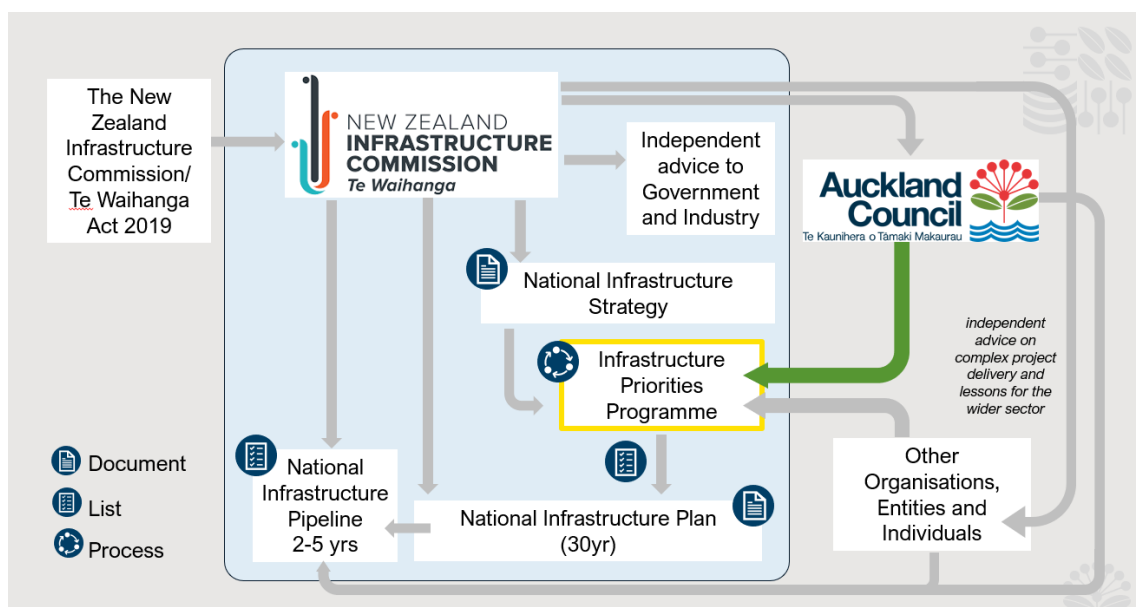 The New
Zealand
Infrastructure
Commission/
Te Waihanga
Act 2019
NEW ZEALAND
INFRASTRUCTURE
COMMISSION
Te Waihanga
Independent
advice to
Government
and Industry
Auckland
Council
Te Kaunihera o Tāmaki Makaurau
National Infrastructure
Strategy
independent
advice on
complex project
delivery and
lessons for the
wider sector
Infrastructure
Priorities
Programme
Document
List
Process
National
Infrastructure
Pipeline
2-5 yrs
National Infrastructure Plan
(30yr)
Other
Organisations,
Entities and
Individuals